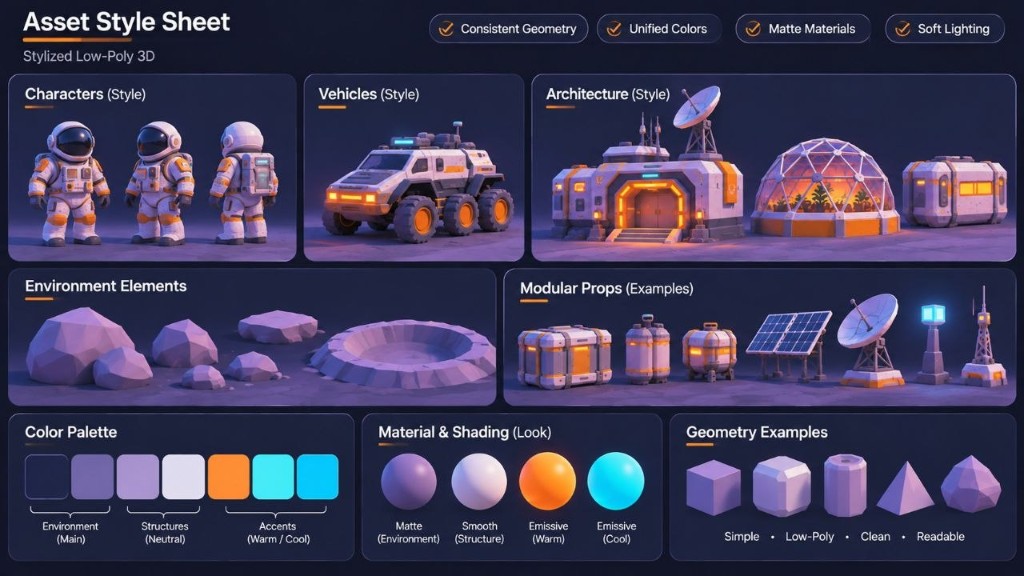 Asset Style Sheet
Stylized Low-Poly 3D
Consistent Geometry
Unified Colors
Matte Materials
Soft Lighting
Characters (Style)
Vehicles (Style)
Architecture (Style)
Environment Elements
Modular Props (Examples)
Color Palette
Environment
(Main)
Structures
(Neutral)
Accents
(Warm / Cool)
Material & Shading (Look)
Matte
(Environment)
Smooth
(Structure)
Emissive
(Warm)
Emissive
(Cool)
Geometry Examples
Simple • Low-Poly • Clean • Readable